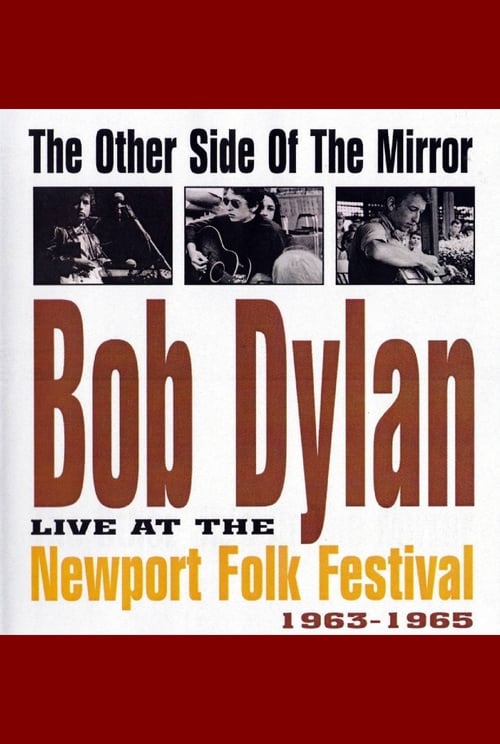 The Other Side Of The Mirror
Bob Dylan
LIVE AT THE
Newport Folk Festival
1963-1965